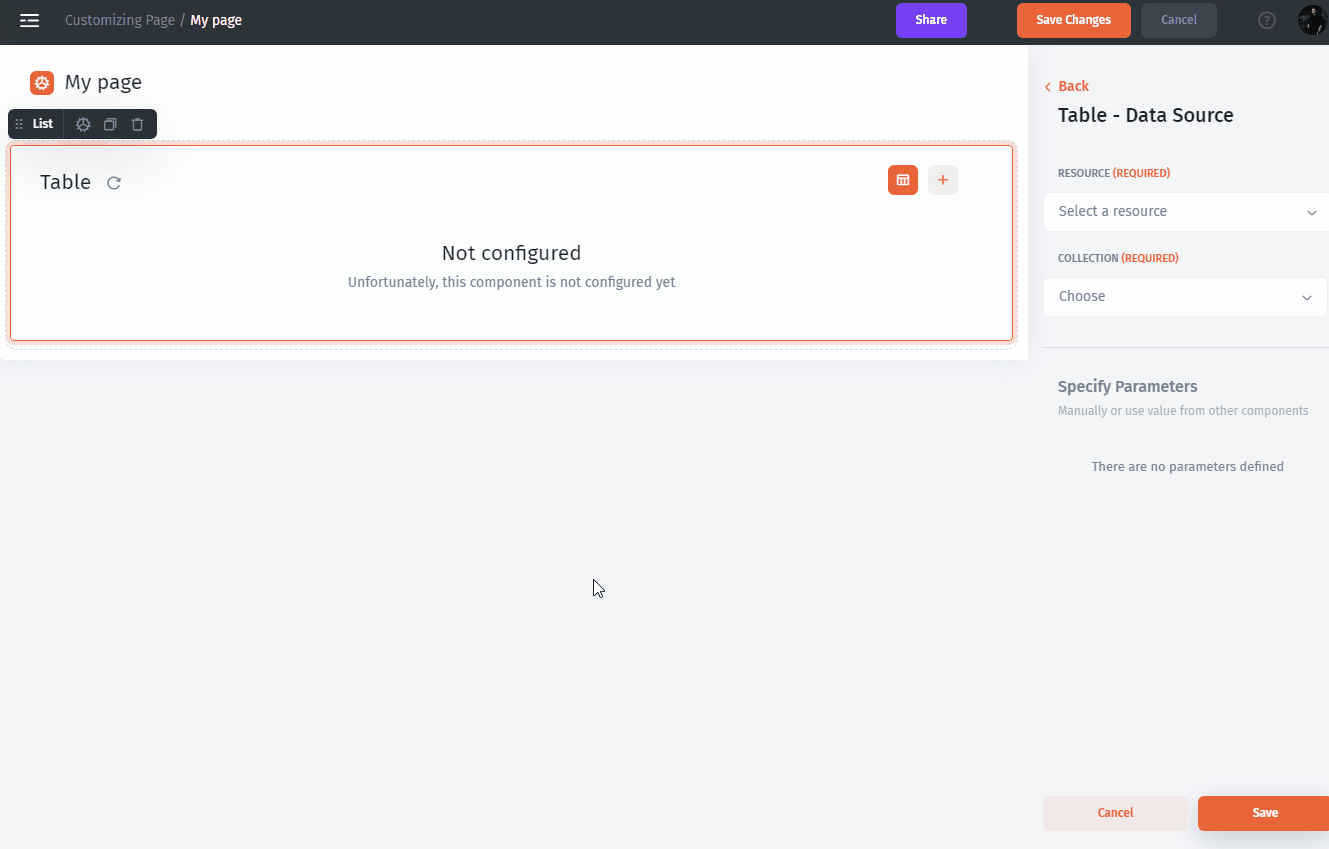 Customizing Page / My page
Share
Save Changes
Cancel
?
My page
List
Table
Not configured
Unfortunately, this component is not configured yet
Back
Table - Data Source
RESOURCE (REQUIRED)
Select a resource
COLLECTION (REQUIRED)
Choose
Specify Parameters
Manually or use value from other components
There are no parameters defined
Cancel
Save